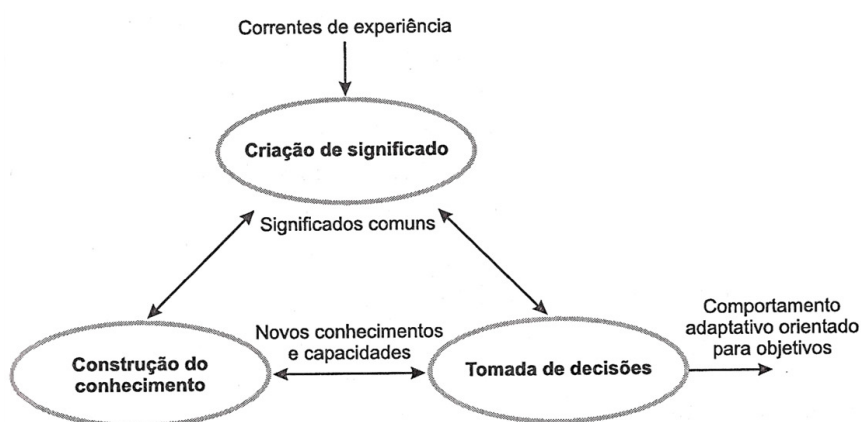 Correntes de experiência
Criação de significado
Significados comuns
Novos conhecimentos
e capacidades
Construção do
conhecimento
Tomada de decisões
Comportamento
adaptativo orientado
para objetivos